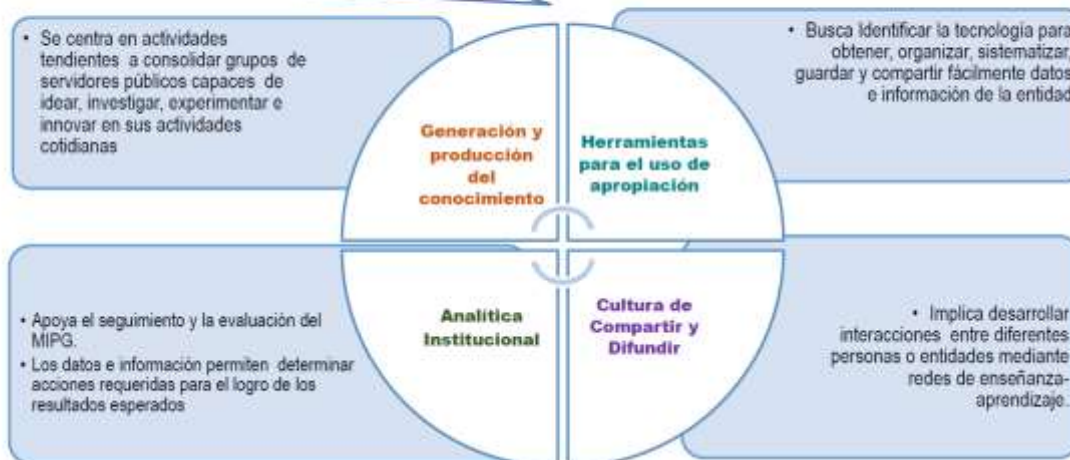 • Se centra en actividades
tendientes a consolidar grupos de
servidores públicos capaces de
idear, investigar, experimentar e
innovar en sus actividades
cotidianas
Generación y
producción
del
conocimiento
Herramientas
para el uso de
apropiación
• Busca Identificar la tecnología para
obtener, organizar, sistematizar,
guardar y compartir fácilmente datos
e información de la entidad
• Apoya el seguimiento y la evaluación del
MIPG.
• Los datos e información permiten determinar
acciones requeridas para el logro de los
resultados esperados
Analítica
Institucional
Cultura de
Compartir y
Difundir
• Implica desarrollar
interacciones entre diferentes
personas o entidades mediante
redes de enseñanza-
aprendizaje.